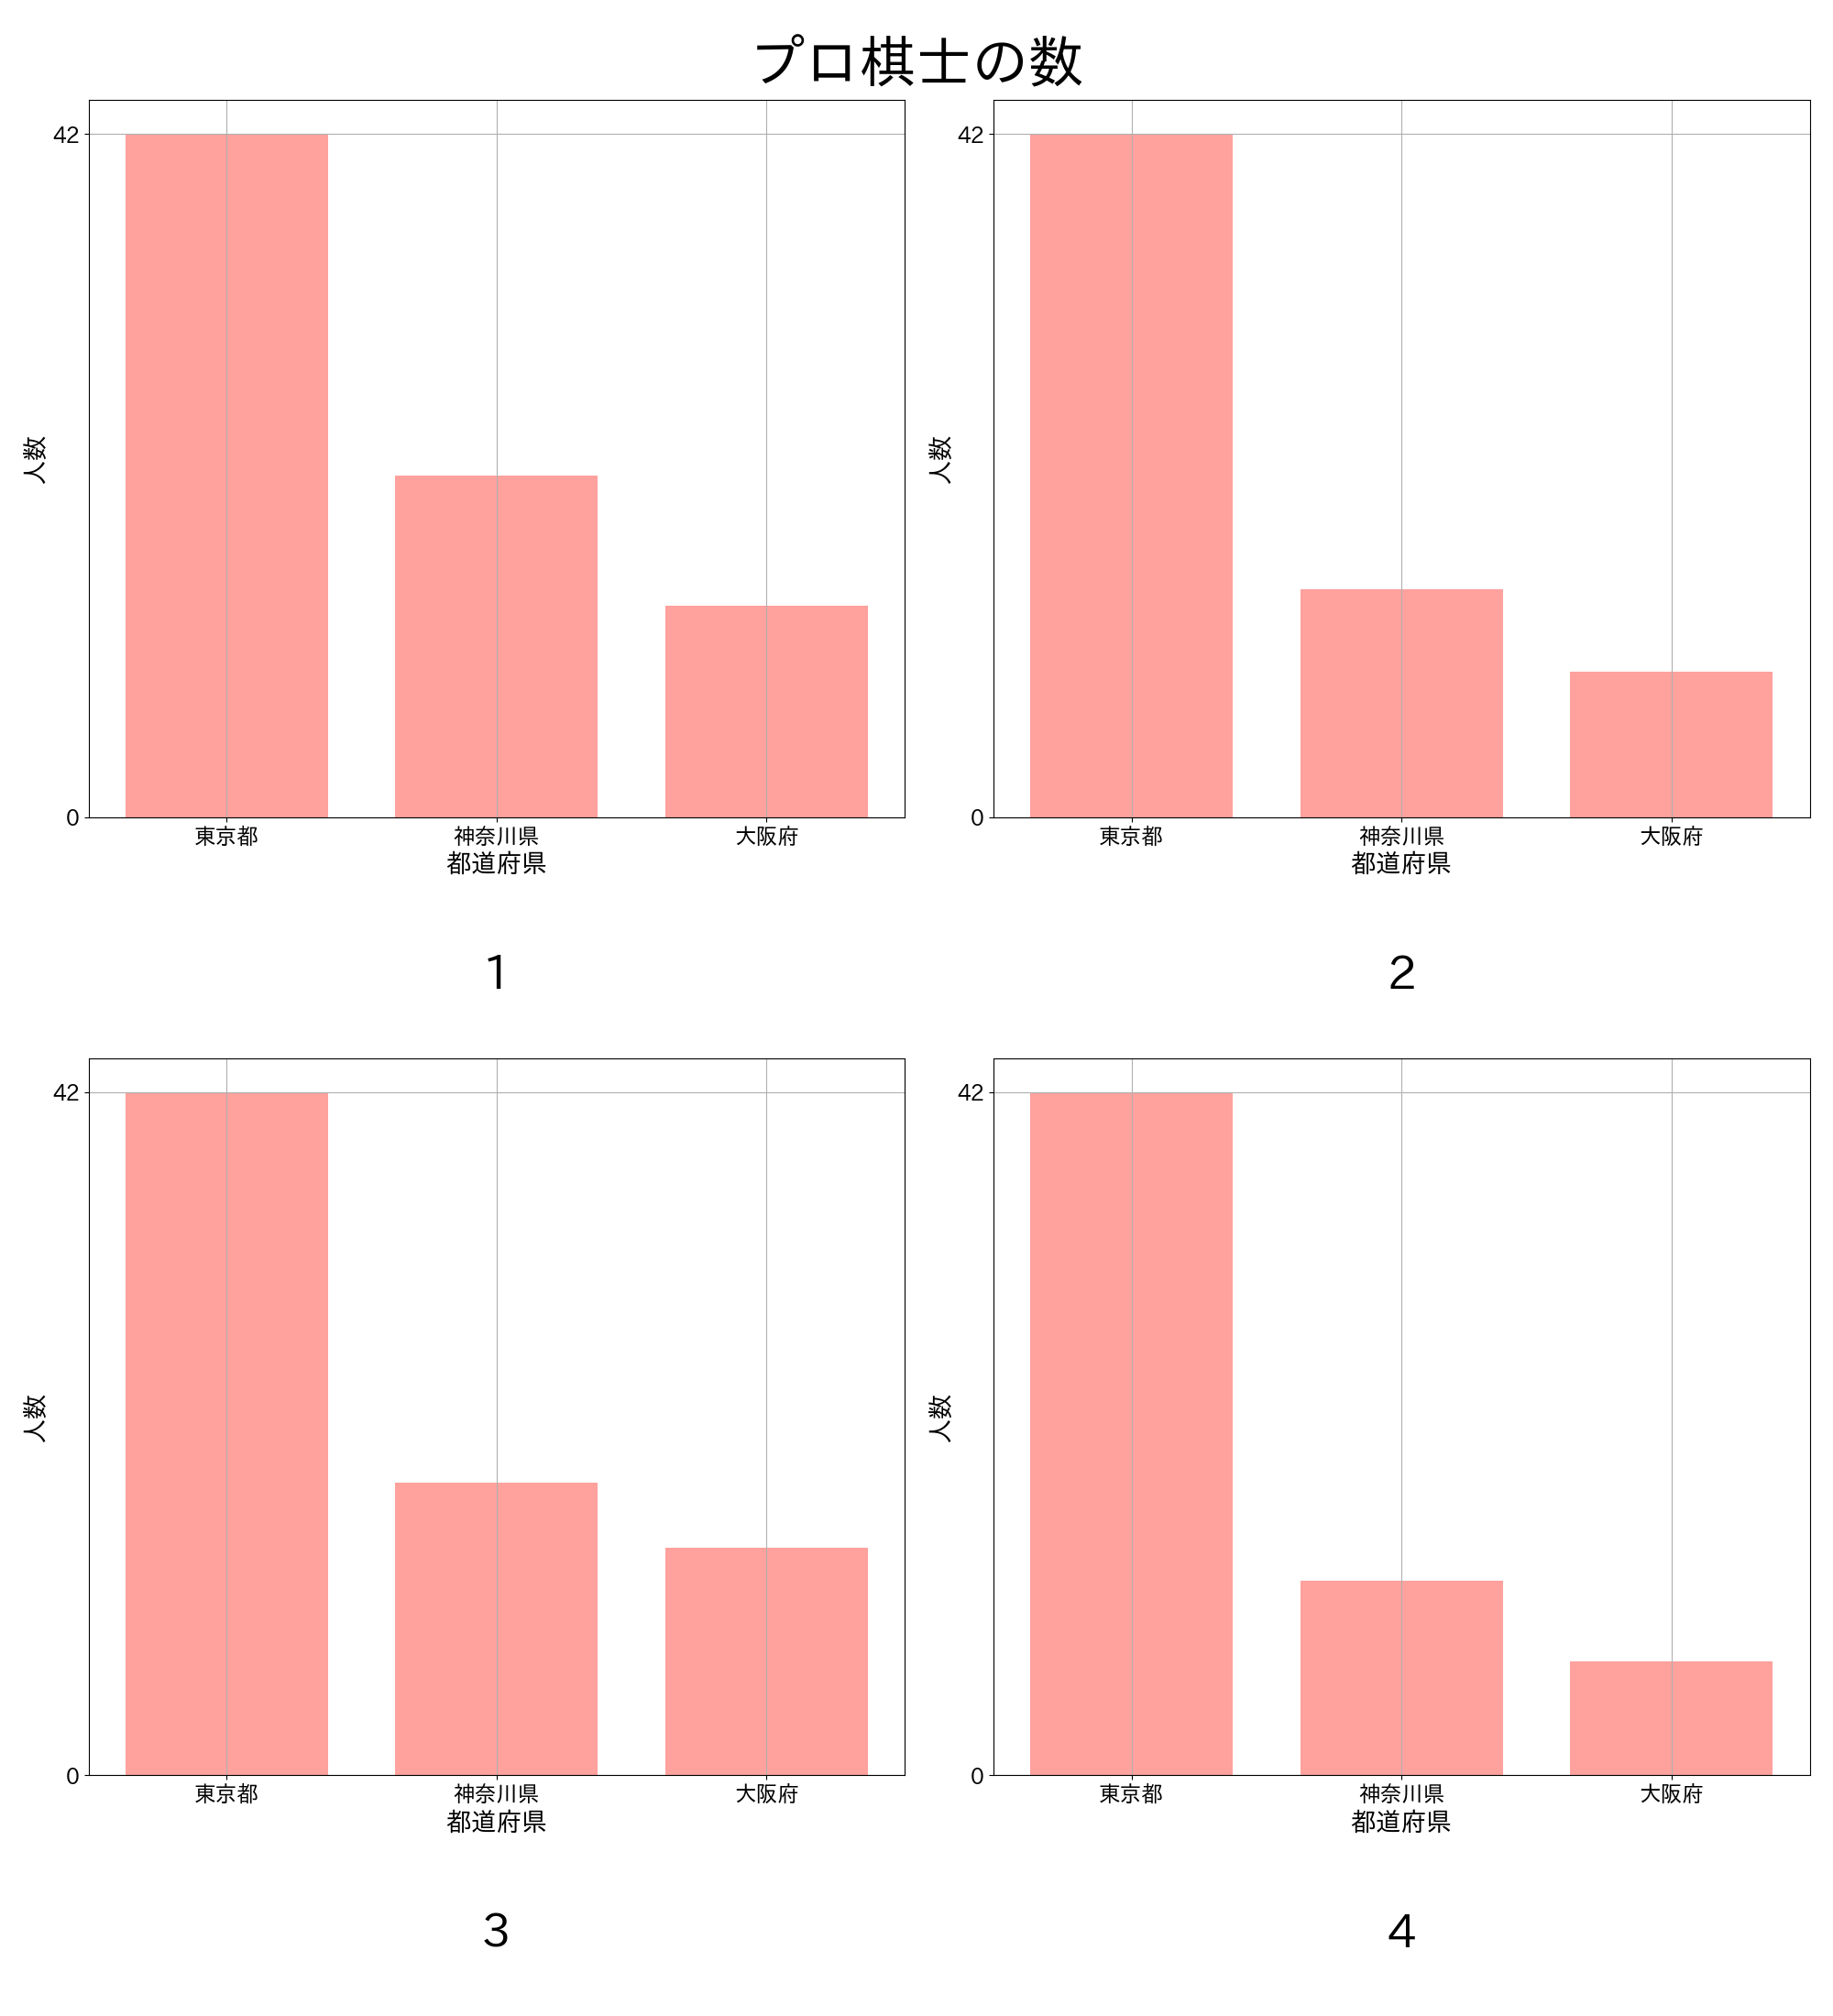 プロ棋士の数
42
0
人数
東京都 神奈川県 大阪府
都道府県
1
42
0
人数
東京都 神奈川県 大阪府
都道府県
2
42
0
人数
東京都 神奈川県 大阪府
都道府県
3
42
0
人数
東京都 神奈川県 大阪府
都道府県
4